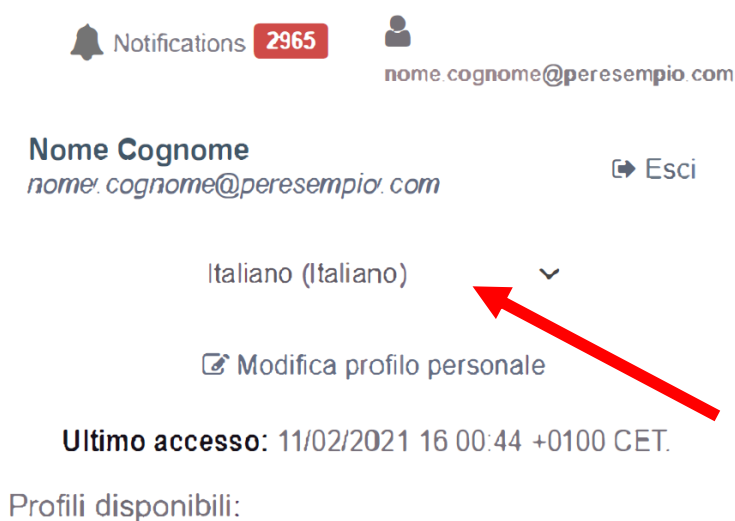 Notifications 2965
nome.cognome@peresempio.com
Nome Cognome
nome.cognome@peresempio.com
Esci
Italiano (Italiano)
Modifica profilo personale
Ultimo accesso: 11/02/2021 16:00:44 +0100 CET.
Profili disponibili: